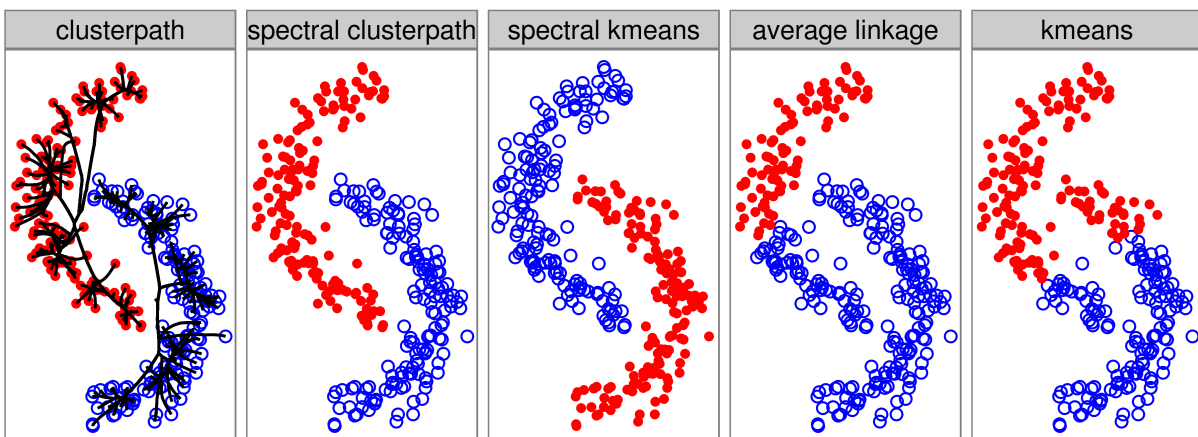 clusterpath
spectral clusterpath
spectral kmeans
average linkage
kmeans